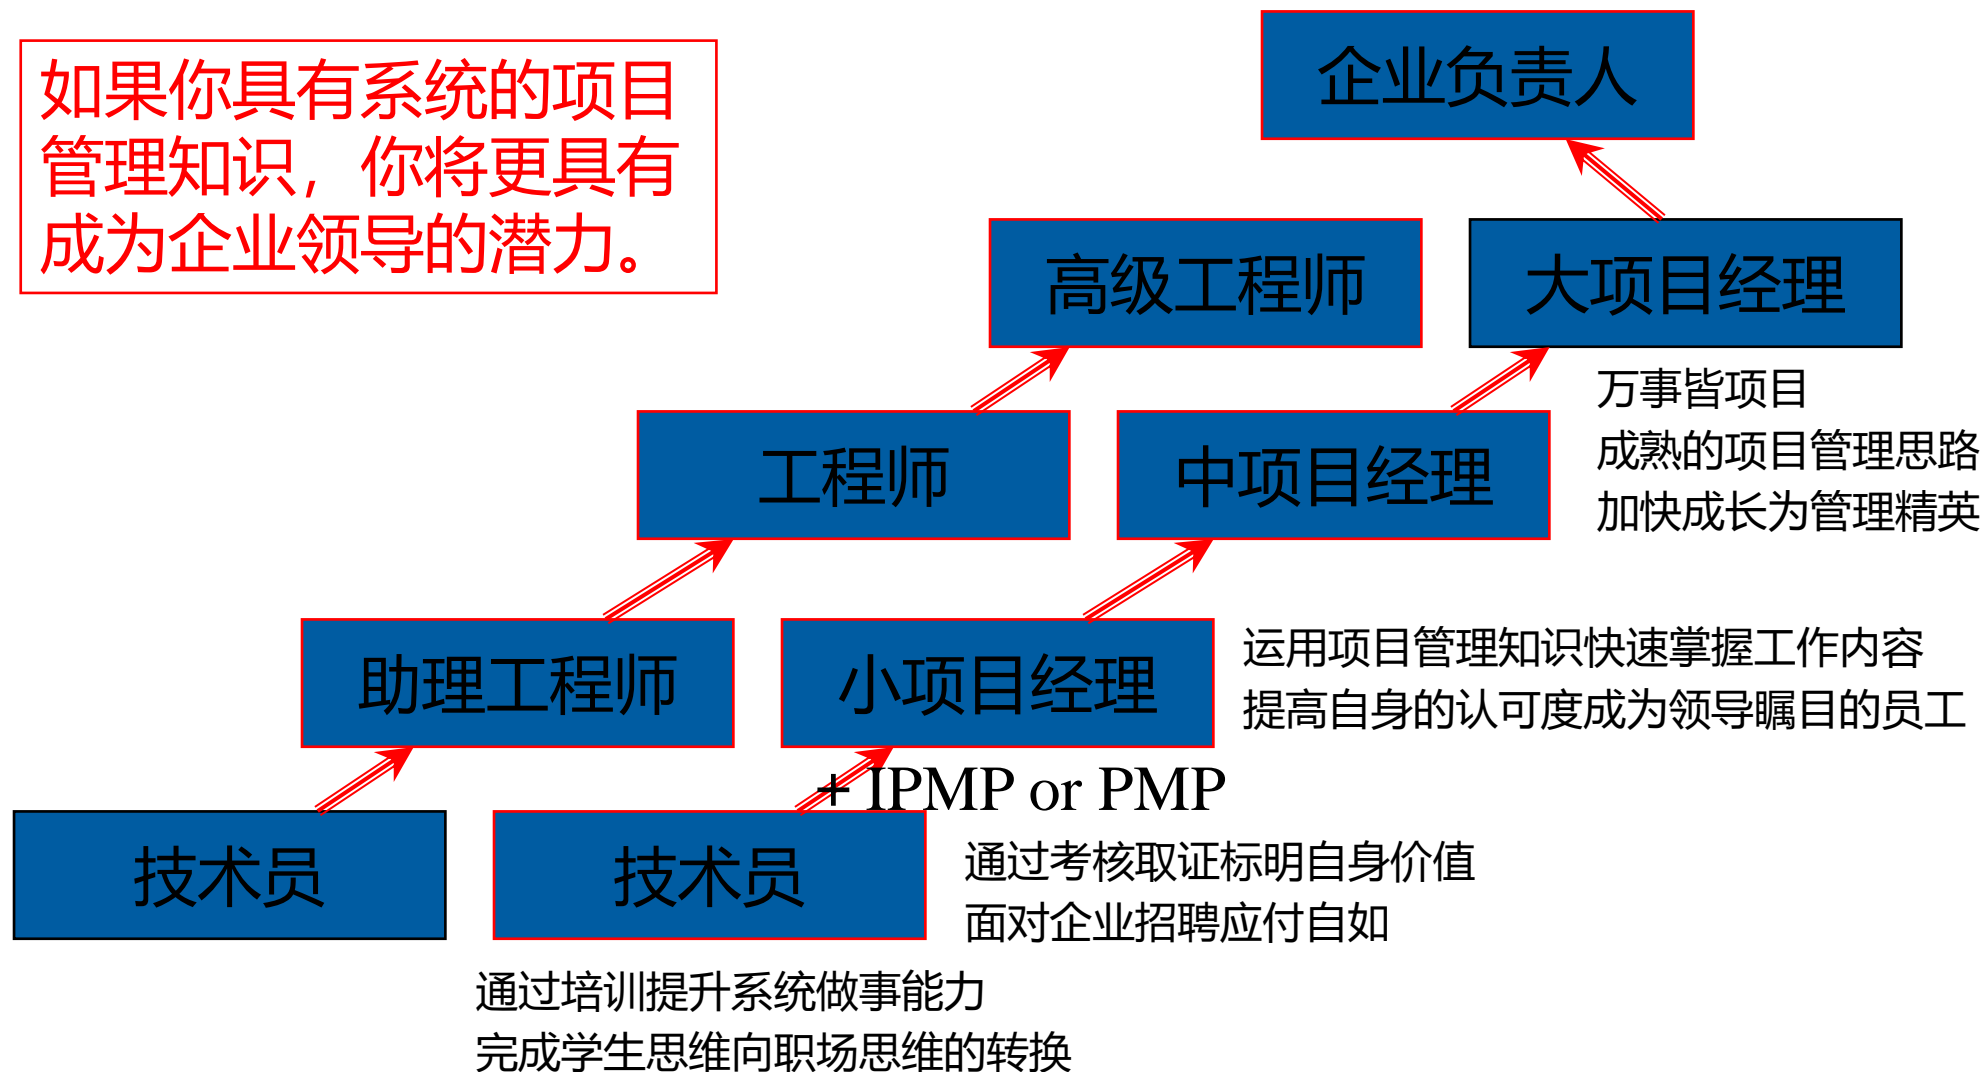 企业负责人
如果你具有系统的项目
管理知识，你将更具有
成为企业领导的潜力。
高级工程师
大项目经理
万事皆项目
成熟的项目管理思路
加快成长为管理精英
工程师
中项目经理
助理工程师
小项目经理
运用项目管理知识快速掌握工作内容
提高自身的认可度成为领导瞩目的员工
+ IPMP or PMP
技术员
技术员
通过考核取证标明自身价值
面对企业招聘应付自如
通过培训提升系统做事能力
完成学生思维向职场思维的转换